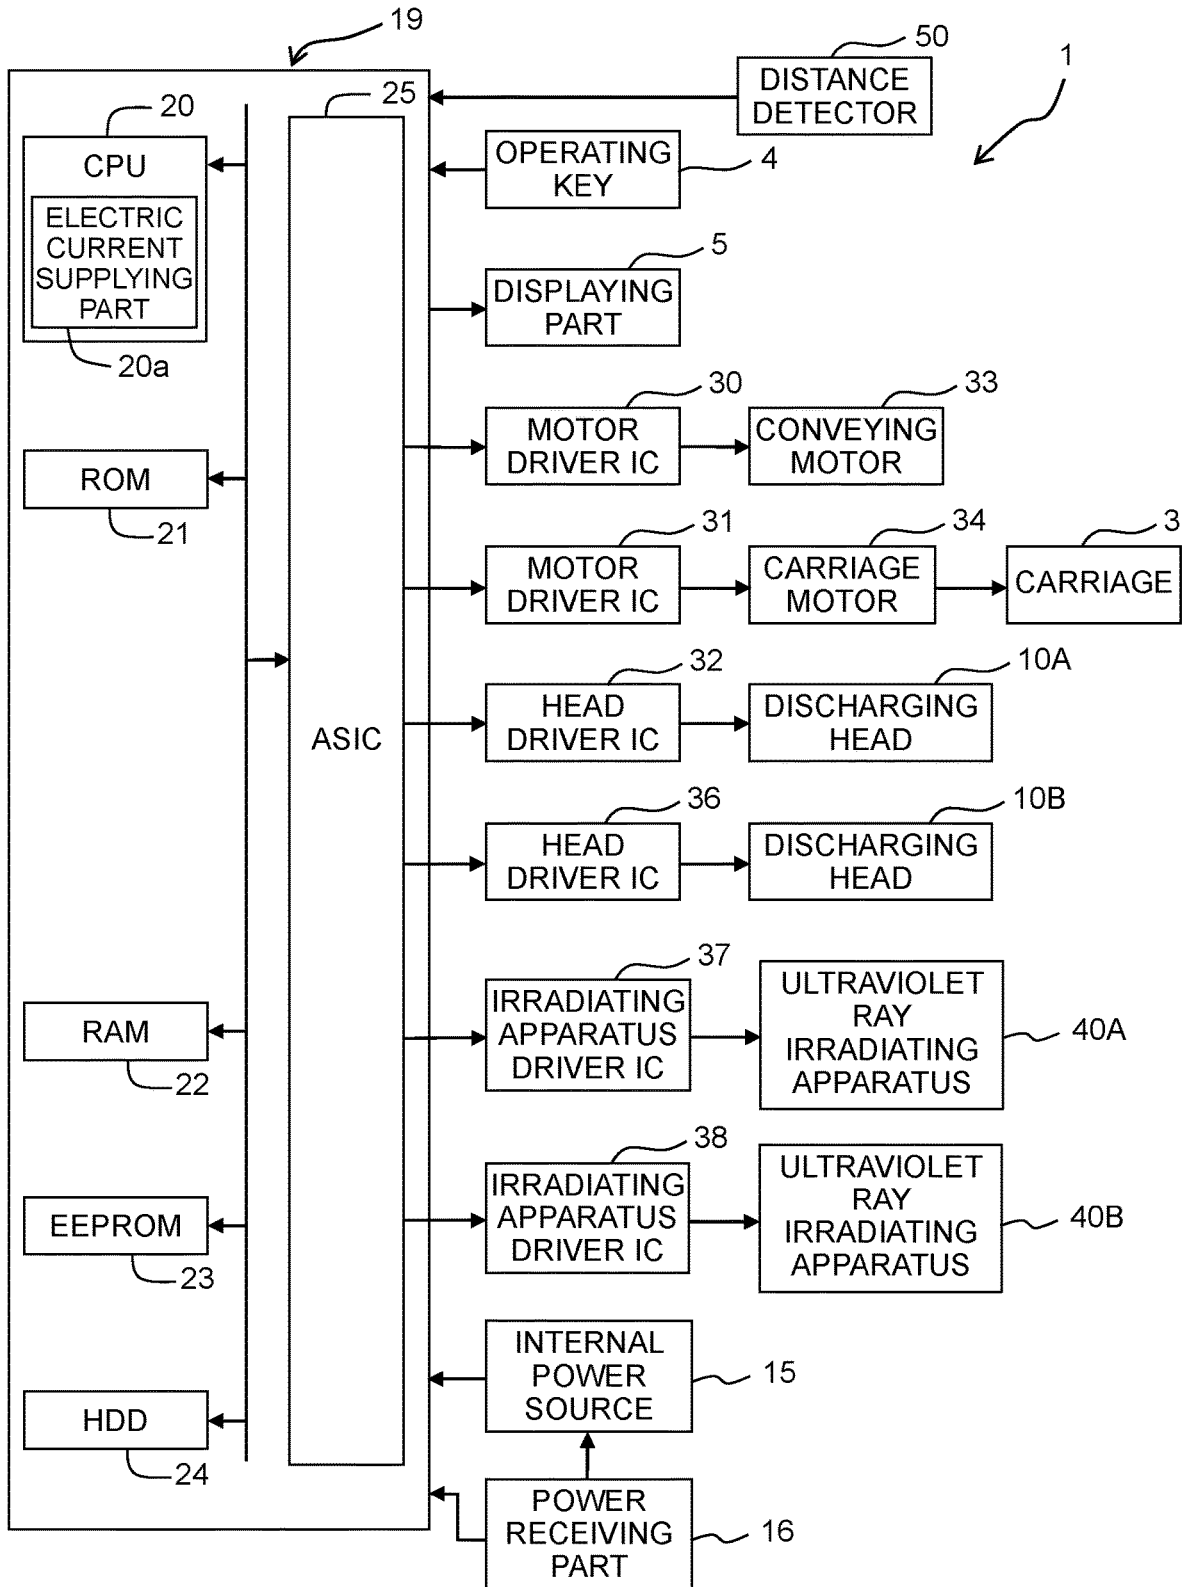 19
50
1
DISTANCE
DETECTOR
20
25
CPU
OPERATING
KEY
4
ELECTRIC
CURRENT
SUPPLYING
PART
20a
5
DISPLAYING
PART
30
33
MOTOR
DRIVER IC
CONVEYING
MOTOR
ROM
21
31
34
3
MOTOR
DRIVER IC
CARRIAGE
MOTOR
CARRIAGE
32
10A
ASIC
HEAD
DRIVER IC
DISCHARGING
HEAD
36
10B
HEAD
DRIVER IC
DISCHARGING
HEAD
37
IRRADIATING
APPARATUS
DRIVER IC
ULTRAVIOLET
RAY
IRRADIATING
APPARATUS
40A
RAM
22
38
IRRADIATING
APPARATUS
DRIVER IC
ULTRAVIOLET
RAY
IRRADIATING
APPARATUS
40B
EEPROM
23
INTERNAL
POWER
SOURCE
15
HDD
24
POWER
RECEIVING
PART
16